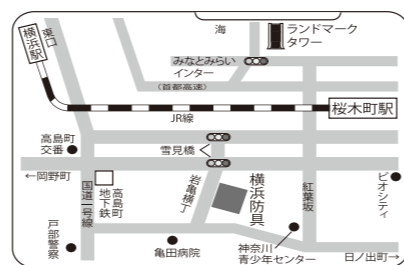 海
ランドマーク
タワー
横浜駅
東口
みなとみらい
インター
(首都高速)
桜木町駅
JR線
高島町
交番
雪見橋
←岡野町
国道一号線
高島町
地下鉄
岩亀横丁
横浜防具
紅葉坂
ピオシティ
戸部警察
亀田病院
神奈川
青少年センター
日ノ出町→